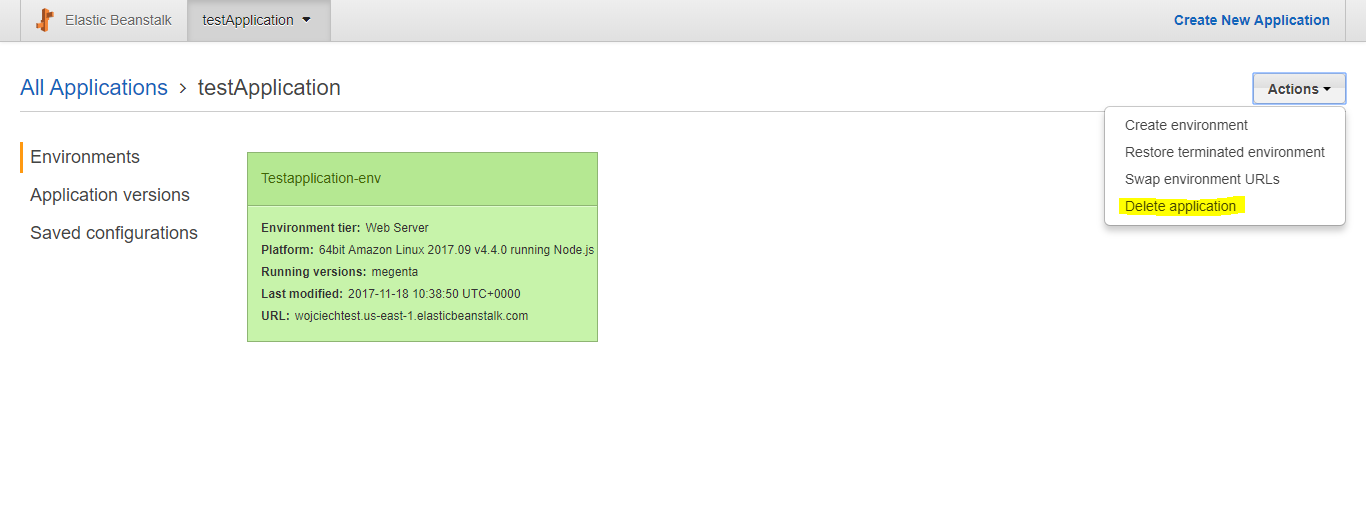 Elastic Beanstalk testApplication Create New Application
All Applications > testApplication
Actions
Create environment
Restore terminated environment
Swap environment URLs
Delete application
Environments
Application versions
Saved configurations
Testapplication-env
Environment tier: Web Server
Platform: 64bit Amazon Linux 2017.09 v4.4.0 running Node.js
Running versions: megenta
Last modified: 2017-11-18 10:38:50 UTC+0000
URL: wojciechtest.us-east-1.elasticbeanstalk.com